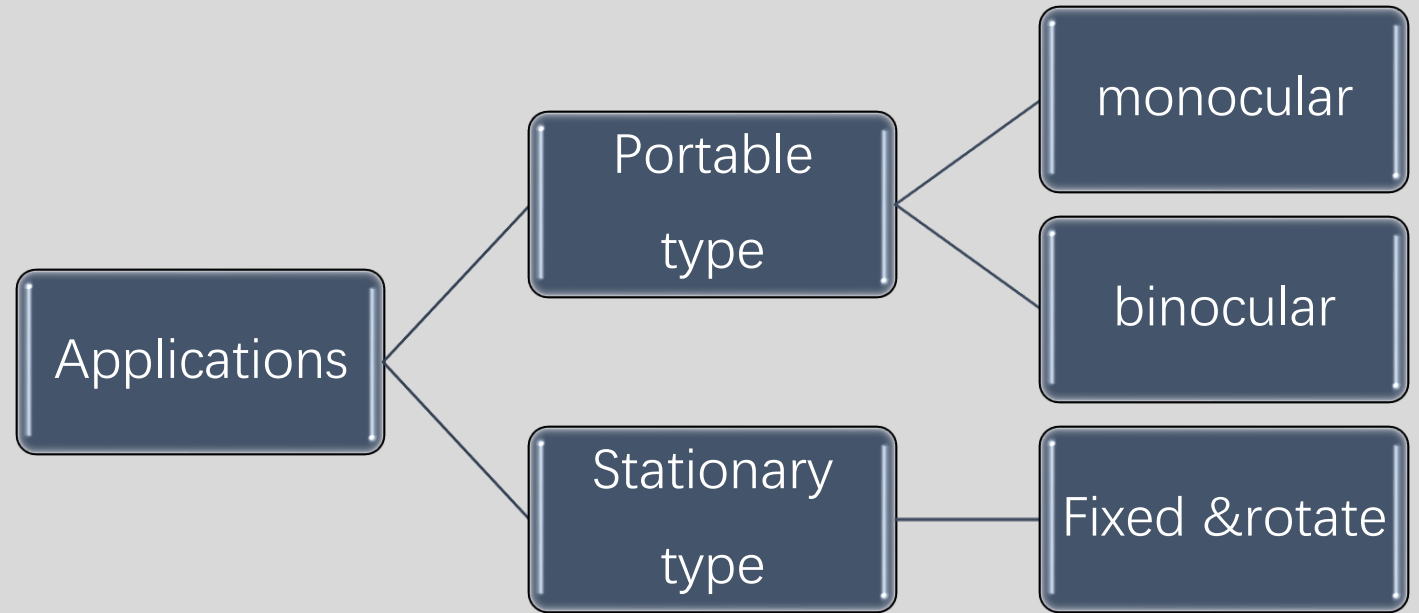 Applications
Portable
type
Stationary
type
monocular
binocular
Fixed &rotate